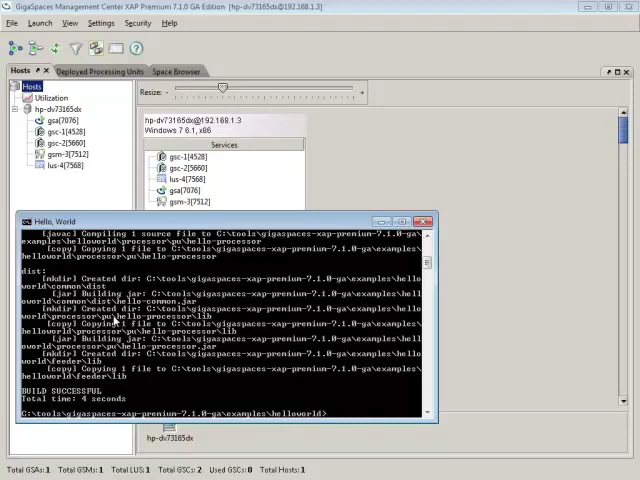 GigaSpaces Management Center XAP Premium 7.1.0 GA Edition [hp-dv73165dx@192.168.1.3]
File Launch View Settings Security Help
Hosts Deployed Processing Units Space Browser
Hosts
Utilization
hp-dv73165dx
gsa[7076]
gsc-1[4528]
gsc-2[5660]
gsm-3[7512]
lus-4[7568]
Resize: - +
hp-dv73165dx@192.168.1.3
Windows 7 6.1, x86
Services
gsc-1[4528]
gsc-2[5660]
lus-4[7568]
gsa[7076]
gsm-3[7512]
Hello, World
[javac] Compiling 1 source file to C:\tools\gigaspaces-xap-premium-7.1.0-ga\e
xamples\helloworld\processor\pu\hello-processor
[copy] Copying 1 file to C:\tools\gigaspaces-xap-premium-7.1.0-ga\examples\
helloworld\processor\pu\hello-processor
dist:
[mkdir] Created dir: C:\tools\gigaspaces-xap-premium-7.1.0-ga\examples\hello
world\common\dist
[jar] Building jar: C:\tools\gigaspaces-xap-premium-7.1.0-ga\examples\hellow
orld\common\dist\hello-common.jar
[mkdir] Created dir: C:\tools\gigaspaces-xap-premium-7.1.0-ga\examples\hello
world\processor\pu\hello-processor\lib
[copy] Copying 1 file to C:\tools\gigaspaces-xap-premium-7.1.0-ga\examples\
helloworld\processor\pu\hello-processor\lib
[jar] Building jar: C:\tools\gigaspaces-xap-premium-7.1.0-ga\examples\hell
oworld\processor\pu\hello-processor.jar
[mkdir] Created dir: C:\tools\gigaspaces-xap-premium-7.1.0-ga\examples\hello
world\feeder\lib
[copy] Copying 1 file to C:\tools\gigaspaces-xap-premium-7.1.0-ga\examples\
helloworld\feeder\lib
BUILD SUCCESSFUL
Total time: 4 seconds
C:\tools\gigaspaces-xap-premium-7.1.0-ga\examples\helloworld>
hp-dv73165dx
Total GSAs: 1 Total GSMs: 1 Total LUS: 1 Total GSCs: 2 Used GSCs: 0 Total Hosts: 1